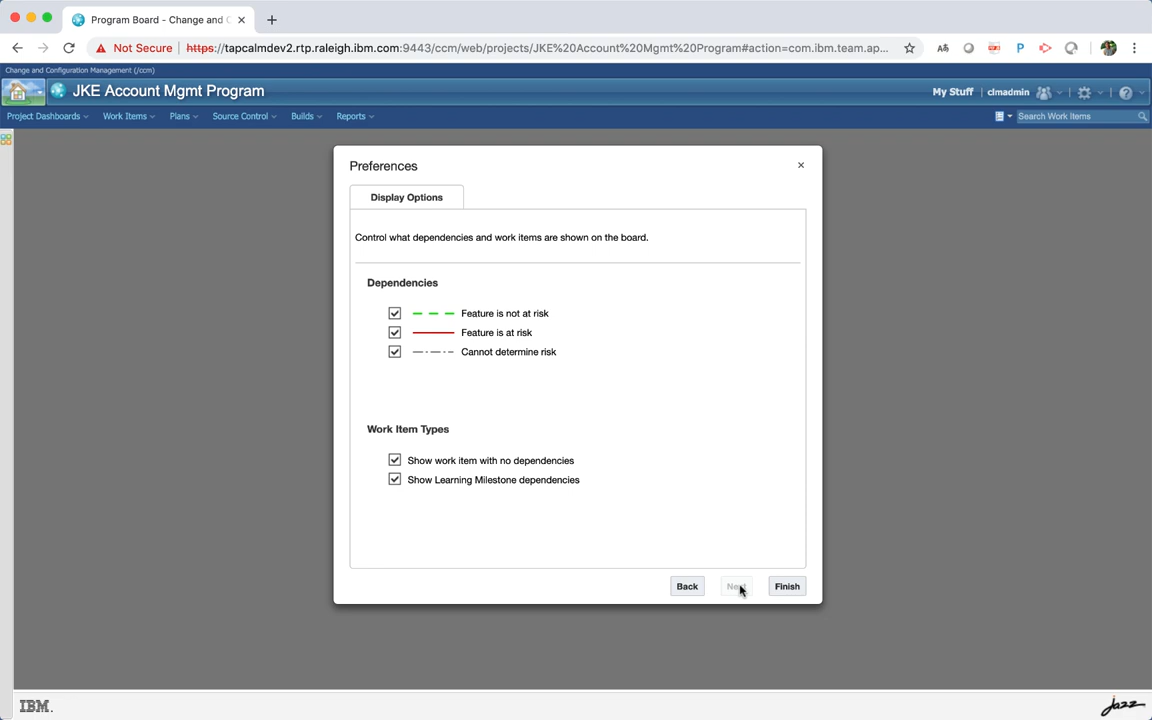 Program Board - Change and C
Not Secure
https://tapcalmdev2.rtp.raleigh.ibm.com:9443/ccm/web/projects/JKE%20Account%20Mgmt%20Program#action=com.ibm.team.ap...
Change and Configuration Management (/ccm)
JKE Account Mgmt Program
My Stuff | clmadmin
Project Dashboards Work Items Plans Source Control Builds Reports
Search Work Items
Preferences
Display Options
Control what dependencies and work items are shown on the board.
Dependencies
Feature is not at risk
Feature is at risk
Cannot determine risk
Work Item Types
Show work item with no dependencies
Show Learning Milestone dependencies
Back Next Finish
IBM.
jazz